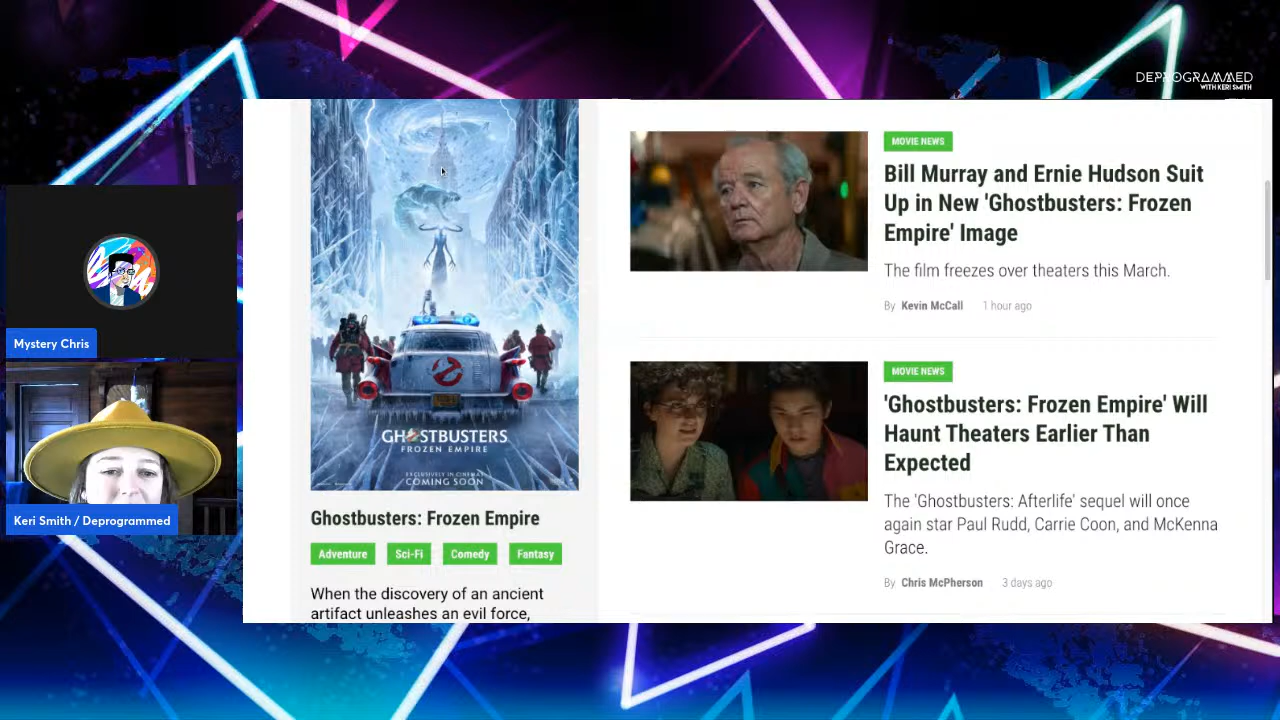 DEPROGRAMMED
WITH KERI SMITH
Mystery Chris
Keri Smith / Deprogrammed
GHOSTBUSTERS
FROZEN EMPIRE
EXCLUSIVELY IN CINEMAS
COMING SOON
Ghostbusters: Frozen Empire
Adventure
Sci-Fi
Comedy
Fantasy
When the discovery of an ancient
artifact unleashes an evil force,
MOVIE NEWS
Bill Murray and Ernie Hudson Suit
Up in New 'Ghostbusters: Frozen
Empire' Image
The film freezes over theaters this March.
By Kevin McCall 1 hour ago
MOVIE NEWS
'Ghostbusters: Frozen Empire' Will
Haunt Theaters Earlier Than
Expected
The 'Ghostbusters: Afterlife' sequel will once
again star Paul Rudd, Carrie Coon, and McKenna
Grace.
By Chris McPherson 3 days ago